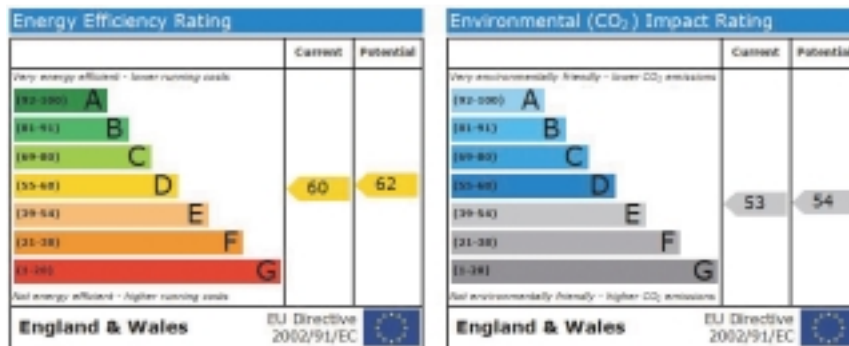 Energy Efficiency Rating
Current Potential
Very energy efficient - lower running costs
(92-100) A
(81-91) B
(69-80) C
(55-68) D
60
62
(39-54) E
(21-38) F
(1-20) G
Not energy efficient - higher running costs
England & Wales
EU Directive
2002/91/EC
Environmental (CO₂) Impact Rating
Current Potential
Very environmentally friendly - lower CO₂ emissions
(92-100) A
(81-91) B
(69-80) C
(55-68) D
(39-54) E
53
54
(21-38) F
(1-20) G
Not environmentally friendly - higher CO₂ emissions
England & Wales
EU Directive
2002/91/EC